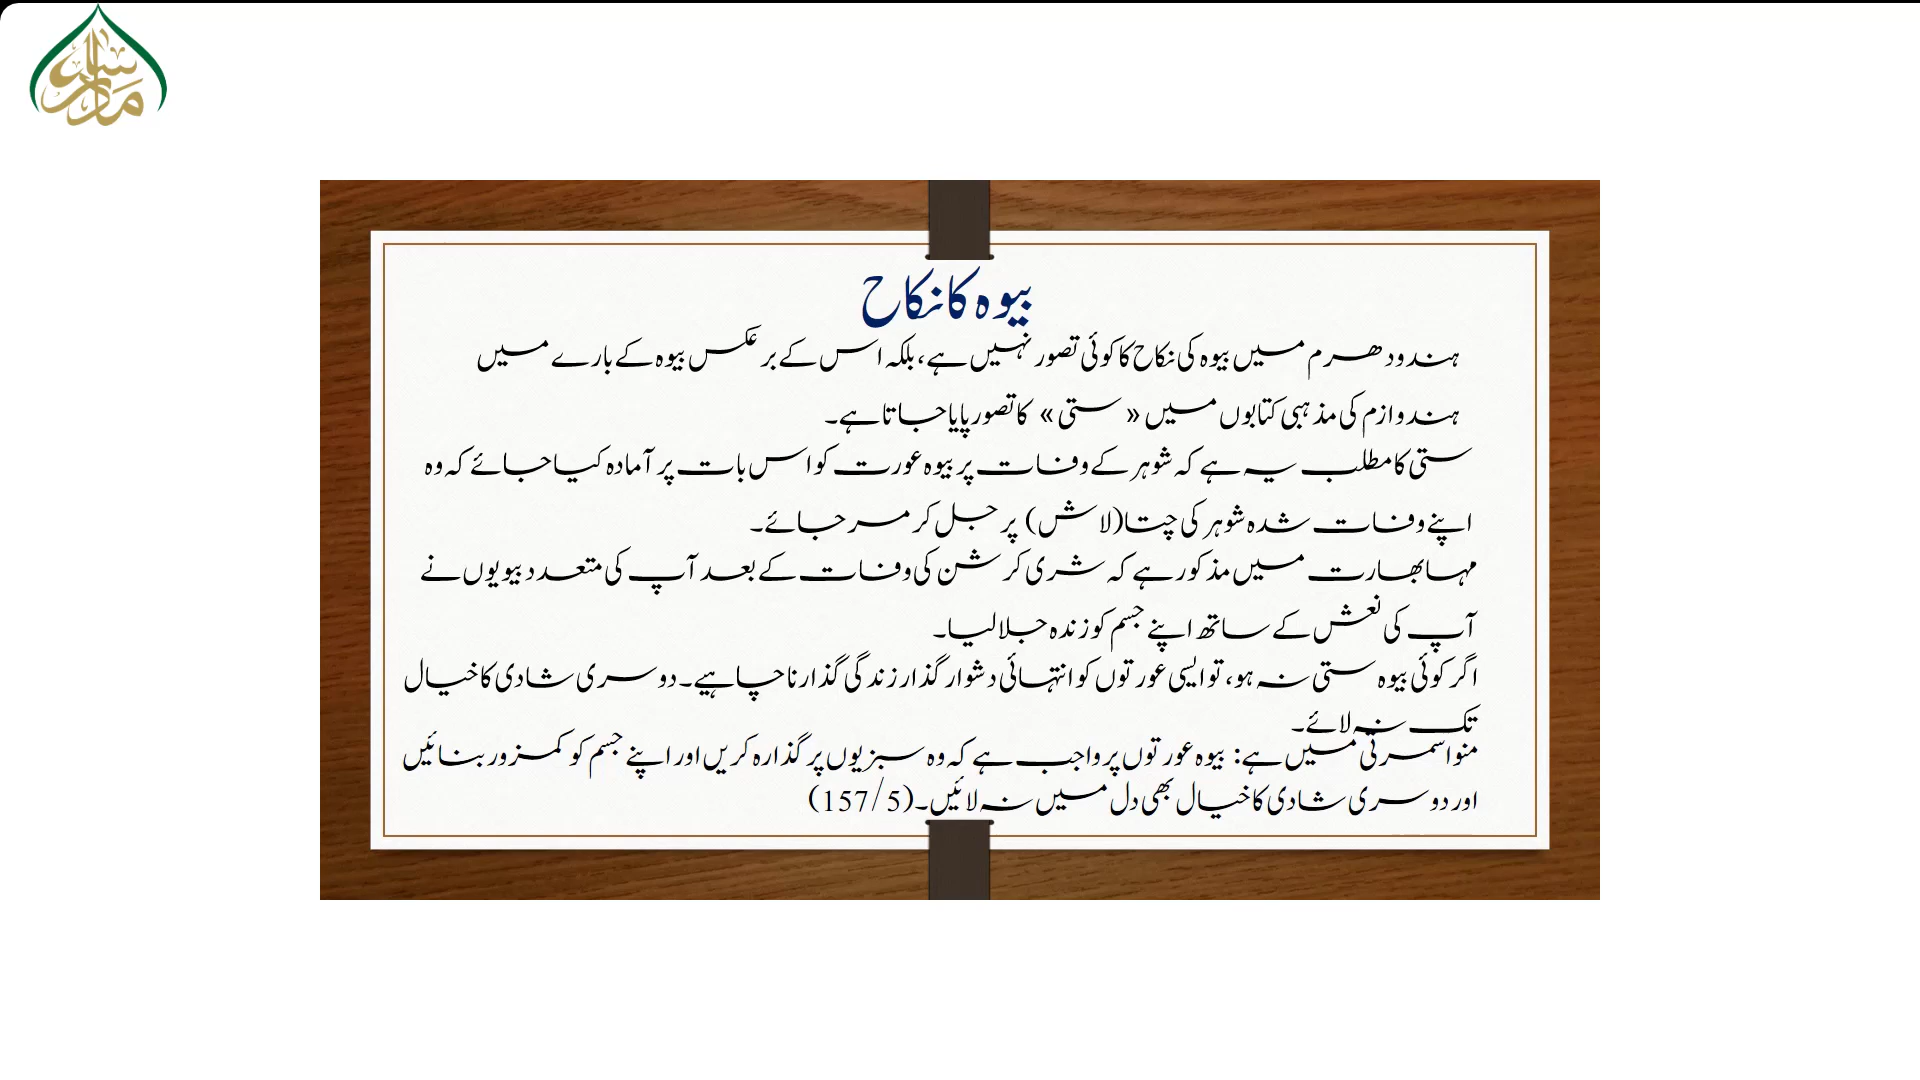 بیوہ کا نکاح
ہندو دھرم میں بیوہ کی نکاح کا کوئی تصور نہیں ہے، بلکہ اس کے برعکس بیوہ کے بارے میں
ہندوازم کی مذہبی کتابوں میں «ستی» کا تصور پایا جاتا ہے۔
ستی کا مطلب یہ ہے کہ شوہر کے وفات پر بیوہ عورت کو اس بات پر آمادہ کیا جائے کہ وہ
اپنے وفات شدہ شوہر کی چتا(لاش) پر جل کر مر جائے۔
مہابھارت میں مذکور ہے کہ شری کرشن کی وفات کے بعد آپ کی متعدد بیویوں نے
آپ کی نعش کے ساتھ اپنے جسم کو زندہ جلا لیا۔
اگر کوئی بیوہ ستی نہ ہو، تو ایسی عورتوں کو انتہائی دشوار گذار زندگی گذارنا چاہیے۔ دوسری شادی کا خیال
تک نہ لائے۔
منواسمرتی میں ہے: بیوہ عورتوں پر واجب ہے کہ وہ سبزیوں پر گذارہ کریں اور اپنے جسم کو کمزور بنائیں
اور دوسری شادی کا خیال بھی دل میں نہ لائیں۔(157/5)